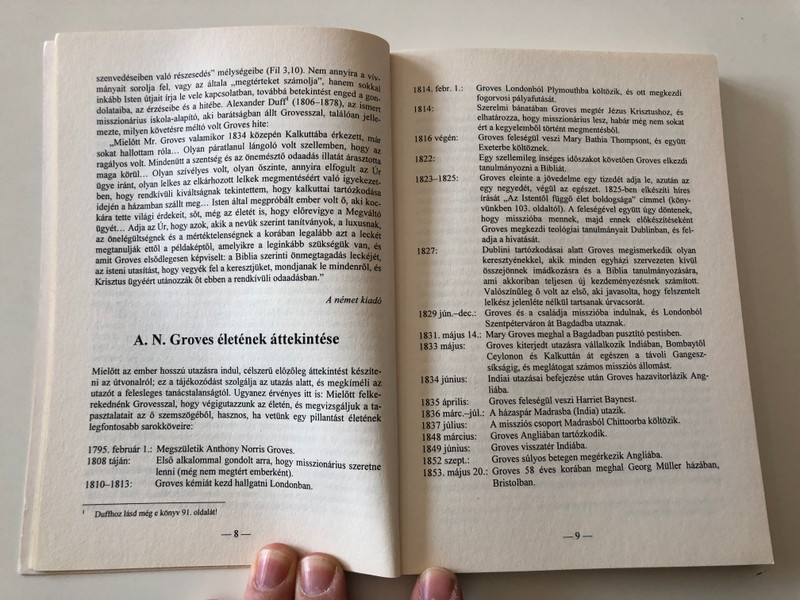 szenvedéseiben való részesedés” mélységeibe (Fil 3,10). Nem annyira a vív-
mányait sorolja fel, vagy az általa „megtérteket számolja”, hanem sokkal
inkább Isten útjait írja le vele kapcsolatban, továbbá betekintést enged a gon-
dolataiba, az érzéseibe és a hitébe. Alexander Duff¹ (1806–1878), az ismert
misszionárius iskola-alapító, aki barátságban állt Grovesszal, találóan jelle-
mezte, milyen követésre méltó volt Groves hite:
„Mielőtt Mr. Groves valamikor 1834 közepén Kalkuttába érkezett, már
sokat hallottam róla… Olyan páratlanul lángoló volt szellemben, hogy az
ragályos volt. Mindenütt a szentség és az önemésztő odaadás illatát árasztotta
maga körül… Olyan szívélyes volt, olyan őszinte, annyira elfogult az Úr
ügye iránt, olyan lelkes az elkárhozott lelkek megmentéséért való igyekezet-
ben, hogy rendkívüli kiváltságnak tekintettem, hogy kalkuttai tartózkodása
idején a házamban szállt meg… Isten által megpróbált ember volt ő, aki koc-
kára tette világi érdekeit, sőt, még az életét is, hogy előrevigye a Megváltó
ügyét… Adja az Úr, hogy azok, akik a nevük szerint tanítványok, a luxusnak,
az önelégültségnek és a mértéktelenségnek a korában legalább azt a leckét
megtanulják ettől a példaképtől, amelyikre a leginkább szükségük van, és
amit Groves elsődlegesen képviselt: a Biblia szerinti önmegtagadás leckéjét,
az isteni utasítást, hogy vegyék fel a keresztjüket, mondjanak le mindenről, és
Krisztus ügyéért utánozzák őt ebben a rendkívüli odaadásban.”
A német kiadó
A. N. Groves életének áttekintése
Mielőtt az ember hosszú utazásra indul, célszerű előzőleg áttekintést készíte-
ni az útvonalról; ez a tájékozódást szolgálja az utazás alatt, és megkíméli az
utazót a felesleges tanácstalanságtól. Ugyanez érvényes itt is: Mielőtt felke-
rekednénk Grovesszal, hogy végigutazzunk az életén, és megvizsgáljuk a ta-
pasztalatait az ő szemszögéből, hasznos, ha vetünk egy pillantást életének
legfontosabb sarokköveire:
1795. február 1.: Megszületik Anthony Norris Groves.
1808 táján: Első alkalommal gondolt arra, hogy misszionárius szeretne
lenni (még nem megtért emberként).
1810–1813: Groves kémiát kezd hallgatni Londonban.
¹ Duffhoz lásd még e könyv 91. oldalát!
— 8 —
1814. febr. 1.: Groves Londonból Plymouthba költözik, és ott megkezdi
fogorvosi pályafutását.
1814: Szerelmi bánatában Groves megtér Jézus Krisztushoz, és
elhatározza, hogy misszionárius lesz, habár még nem sokat
ért a kegyelemből történt megmentésből.
1816 végén: Groves feleségül veszi Mary Bathia Thompsont, és együtt
Exeterbe költöznek.
1822: Egy szellemileg ínséges időszakot követően Groves elkezdi
tanulmányozni a Bibliát.
1823–1825: Groves eleinte a jövedelme egy tizedét adja le, azután az
egy negyedét, végül az egészet. 1825-ben elkészíti híres
írását „Az Istentől függő élet boldogsága” címmel (köny-
vünkben 103. oldaltól). A feleségével együtt úgy döntenek,
hogy misszióba mennek, majd ennek előkészítéseként
Groves megkezdi teológiai tanulmányait Dublinban, és fel-
adja a hivatását.
1827: Dublini tartózkodásai alatt Groves megismerkedik olyan
keresztyénekkel, akik minden egyházi szervezeten kívül
összejönnek imádkozásra és a Biblia tanulmányozására,
ami akkoriban teljesen új kezdeményezésnek számított.
Valószínűleg ő volt az első, aki javasolta, hogy felszentelt
lelkész jelenléte nélkül tartsanak úrvacsorát.
1829 jún.–dec.: Groves és a családja misszióba indulnak, és Londonból
Szentpéterváron át Bagdadba utaznak.
1831. május 14.: Mary Groves meghal a Bagdadban pusztító pestisben.
1833 május: Groves kiterjedt utazásra vállalkozik Indiában, Bombaytől
Ceylonon és Kalkuttán át egészen a távoli Gangesz-
síkságig, és meglátogat számos missziós állomást.
1834 június: Indiai utazásai befejezése után Groves hazavitorlázik Ang-
liába.
1835 április: Groves feleségül veszi Harriet Baynest.
1836 márc.–júl.: A házaspár Madrasba (India) utazik.
1837 július: A missziós csoport Madrasból Chittoorba költözik.
1848 március: Groves Angliában tartózkodik.
1849 június: Groves visszatér Indiába.
1852 szept.: Groves súlyos betegen megérkezik Angliába.
1853. május 20.: Groves 58 éves korában meghal Georg Müller házában,
Bristolban.
— 9 —